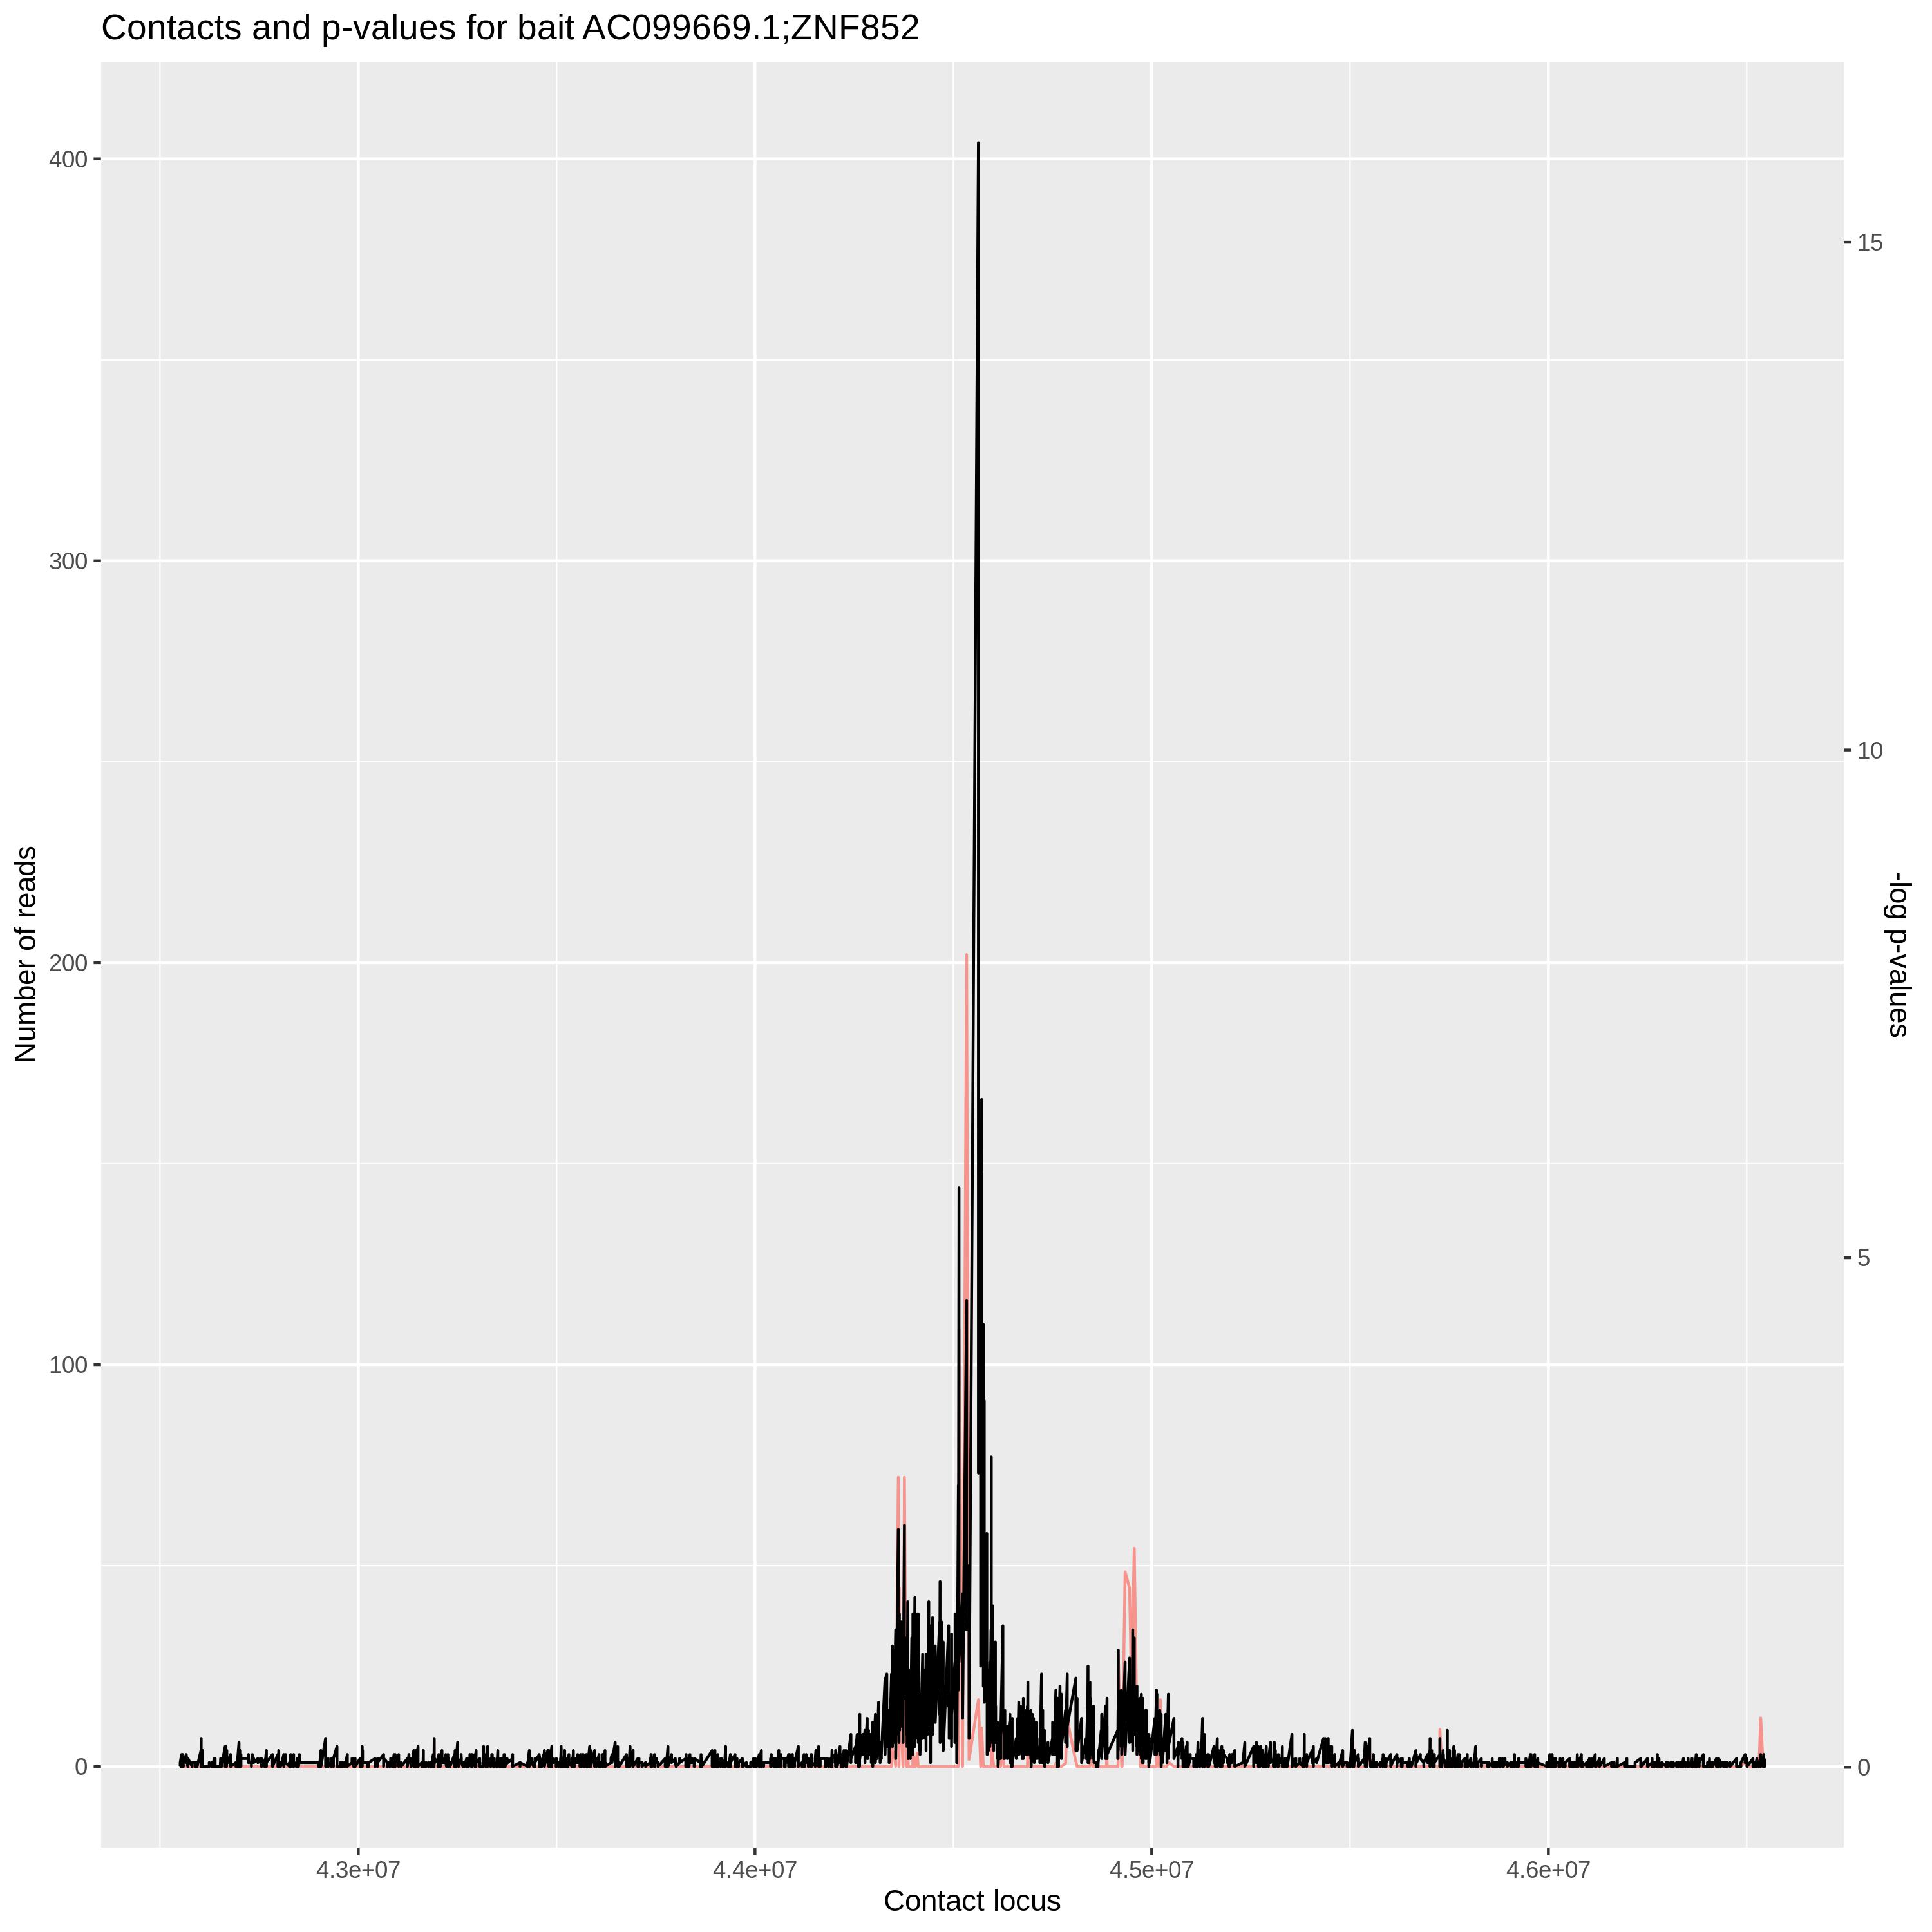 Contacts and p-values for bait AC099669.1;ZNF852
400
300
200
100
0
Number of reads
15
10
5
0
-log p-values
4.3e+07
4.4e+07
4.5e+07
4.6e+07
Contact locus